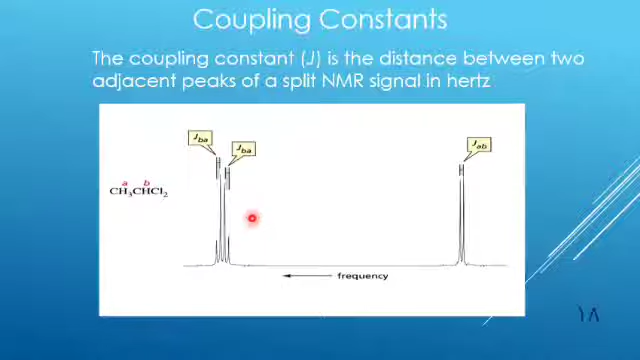 Coupling Constants
The coupling constant (J) is the distance between two
adjacent peaks of a split NMR signal in hertz
Jba
Jba
Jab
a b
CH3CHCl2
frequency
١٨